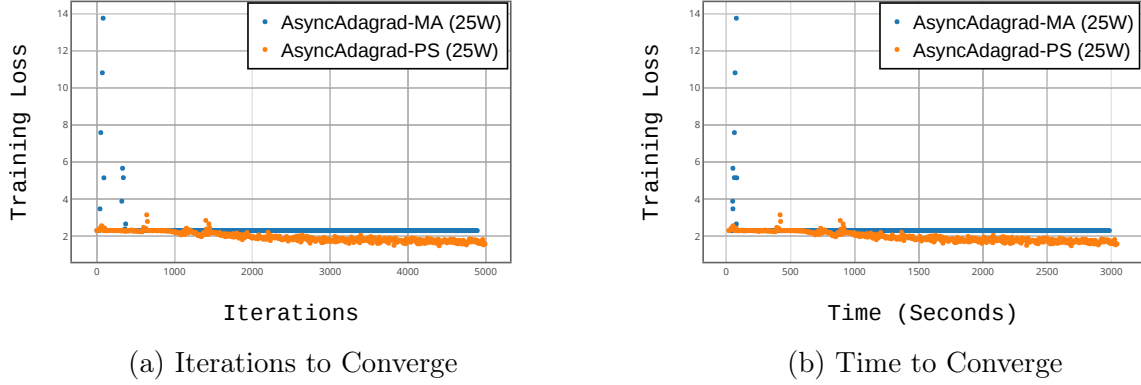 Training Loss
14
12
10
8
6
4
2
0
1000
2000
3000
4000
5000
AsyncAdagrad-MA (25W)
AsyncAdagrad-PS (25W)
Iterations
(a) Iterations to Converge
Training Loss
14
12
10
8
6
4
2
0
500
1000
1500
2000
2500
3000
AsyncAdagrad-MA (25W)
AsyncAdagrad-PS (25W)
Time (Seconds)
(b) Time to Converge